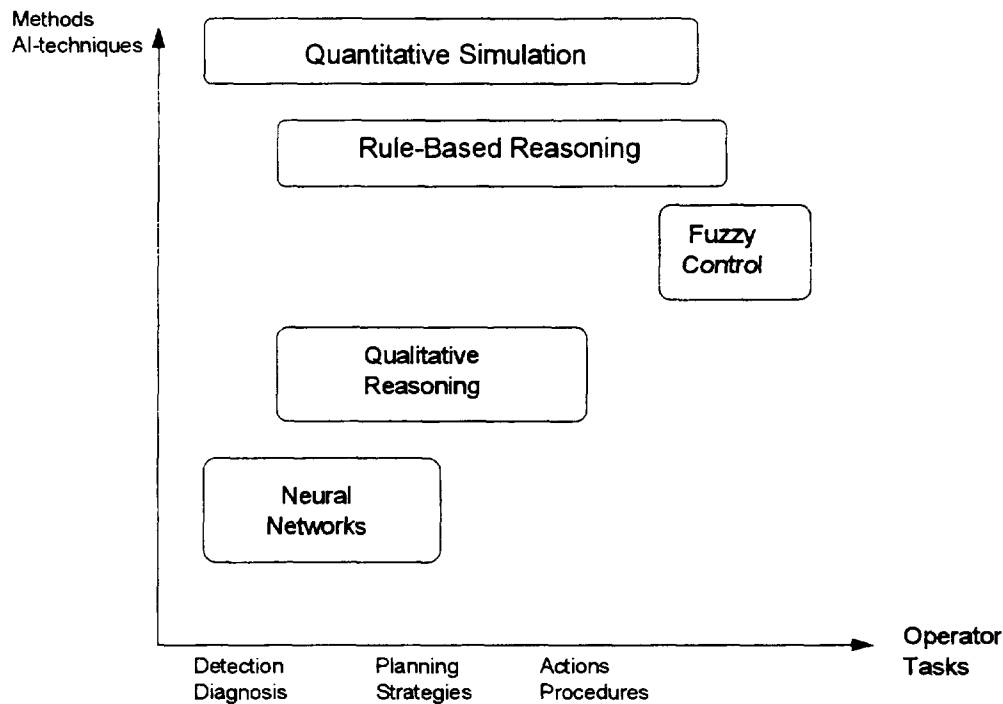 Methods
AI-techniques
Quantitative Simulation
Rule-Based Reasoning
Fuzzy
Control
Qualitative
Reasoning
Neural
Networks
Operator
Tasks
Detection
Diagnosis
Planning
Strategies
Actions
Procedures